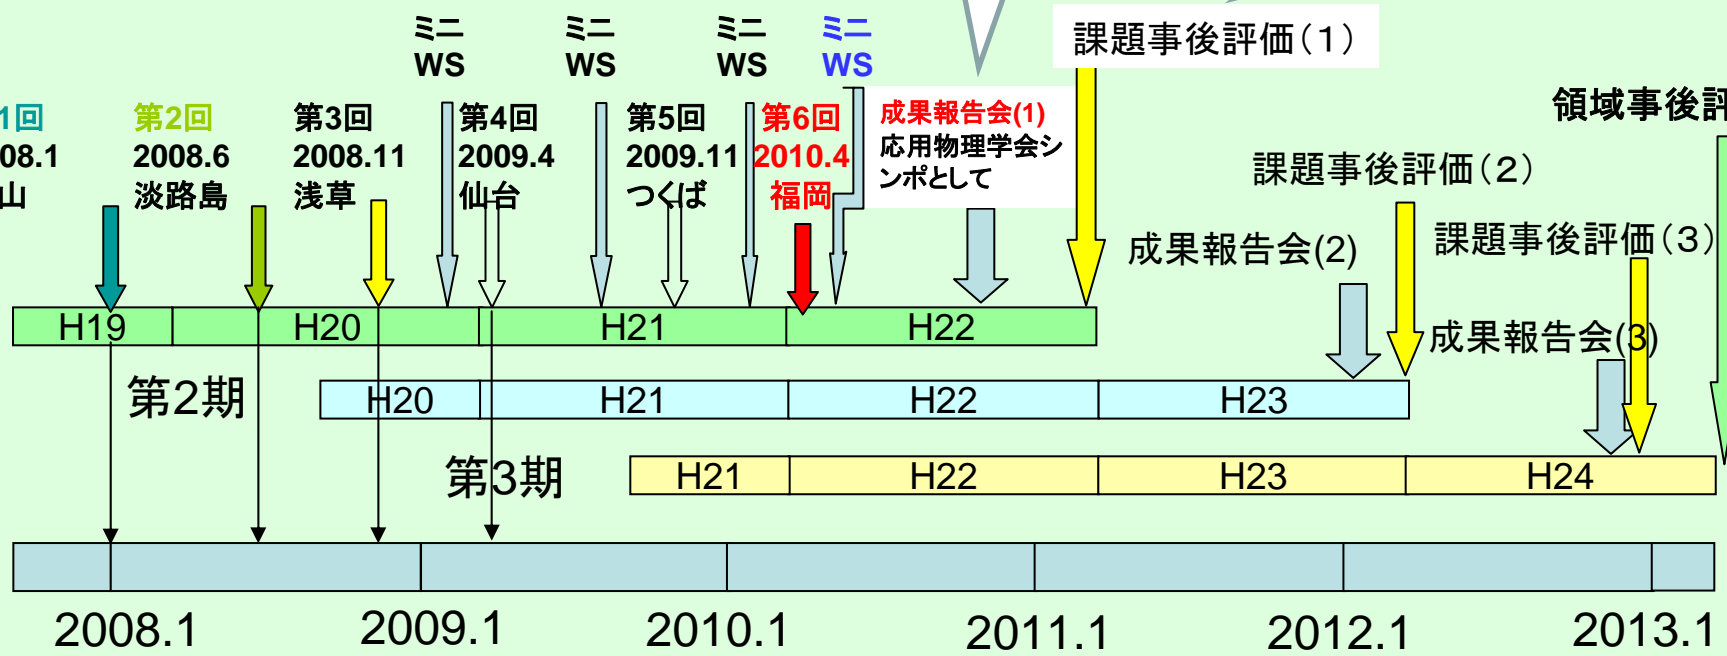 ミニ
WS
ミニ
WS
ミニ
WS
ミニ
WS
課題事後評価(1)
1回
08.1
山
第2回
2008.6
淡路島
第3回
2008.11
浅草
第4回
2009.4
仙台
第5回
2009.11
つくば
第6回
2010.4
福岡
成果報告会(1)
応用物理学会シ
ンポとして
領域事後評
課題事後評価(2)
成果報告会(2)
課題事後評価(3)
成果報告会(3)
H19 H20 H21 H22
第2期
H20 H21 H22 H23
第3期
H21 H22 H23 H24
2008.1 2009.1 2010.1 2011.1 2012.1 2013.1